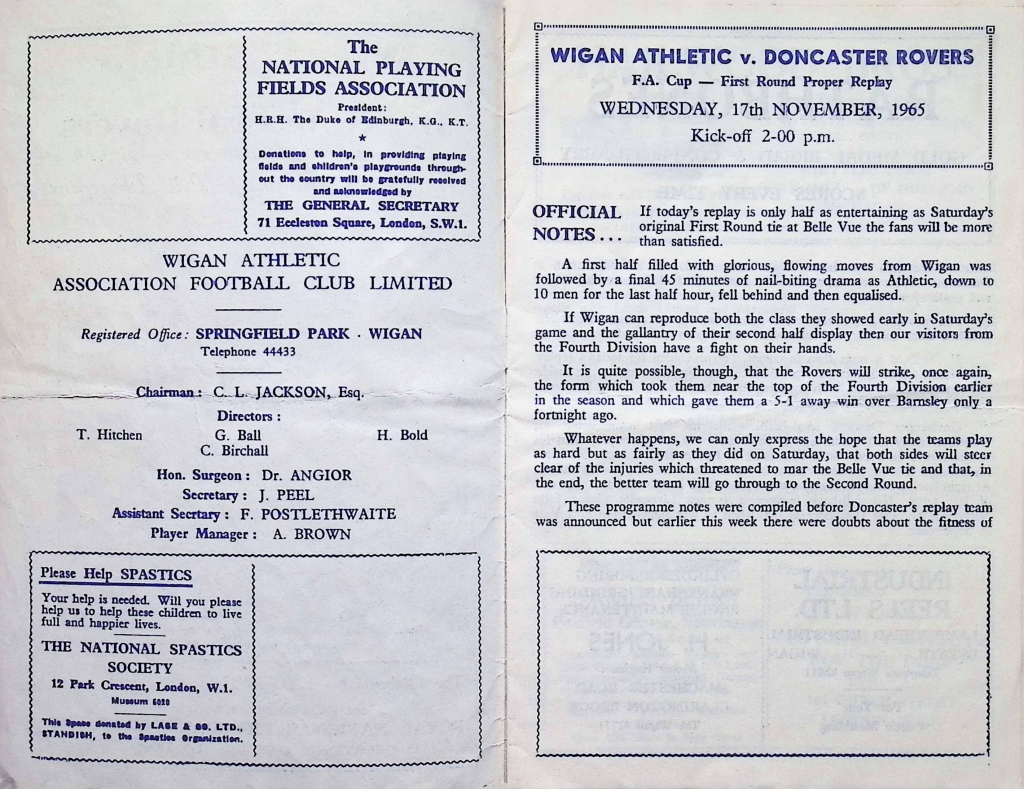 The
NATIONAL PLAYING
FIELDS ASSOCIATION
President:
H.R.H. The Duke of Edinburgh, K.G., K.T.
★
Donations to help, in providing playing
fields and children's playgrounds through-
out the country will be gratefully received
and acknowledged by
THE GENERAL SECRETARY
71 Eccleston Square, London, S.W.1.
WIGAN ATHLETIC
ASSOCIATION FOOTBALL CLUB LIMITED
Registered Office: SPRINGFIELD PARK · WIGAN
Telephone 44433
Chairman: C. L. JACKSON, Esq.
Directors:
T. Hitchen G. Ball H. Bold
C. Birchall
Hon. Surgeon: Dr. ANGIOR
Secretary: J. PEEL
Assistant Secrtary: F. POSTLETHWAITE
Player Manager: A. BROWN
Please Help SPASTICS
Your help is needed. Will you please
help us to help these children to live
full and happier lives.
THE NATIONAL SPASTICS
SOCIETY
12 Park Crescent, London, W.1.
Museum 5020
This Space donated by & CO. LTD.,
STANDISH, to the Spastics Organization.
WIGAN ATHLETIC v. DONCASTER ROVERS
F.A. Cup — First Round Proper Replay
WEDNESDAY, 17th NOVEMBER, 1965
Kick-off 2-00 p.m.
OFFICIAL NOTES... If today's replay is only half as entertaining as Saturday's
original First Round tie at Belle Vue the fans will be more
than satisfied.
A first half filled with glorious, flowing moves from Wigan was
followed by a final 45 minutes of nail-biting drama as Athletic, down to
10 men for the last half hour, fell behind and then equalised.
If Wigan can reproduce both the class they showed early in Saturday's
game and the gallantry of their second half display then our visitors from
the Fourth Division have a fight on their hands.
It is quite possible, though, that the Rovers will strike, once again,
the form which took them near the top of the Fourth Division earlier
in the season and which gave them a 5-1 away win over Barnsley only a
fortnight ago.
Whatever happens, we can only express the hope that the teams play
as hard but as fairly as they did on Saturday, that both sides will steer
clear of the injuries which threatened to mar the Belle Vue tie and that, in
the end, the better team will go through to the Second Round.
These programme notes were compiled before Doncaster's replay team
was announced but earlier this week there were doubts about the fitness of